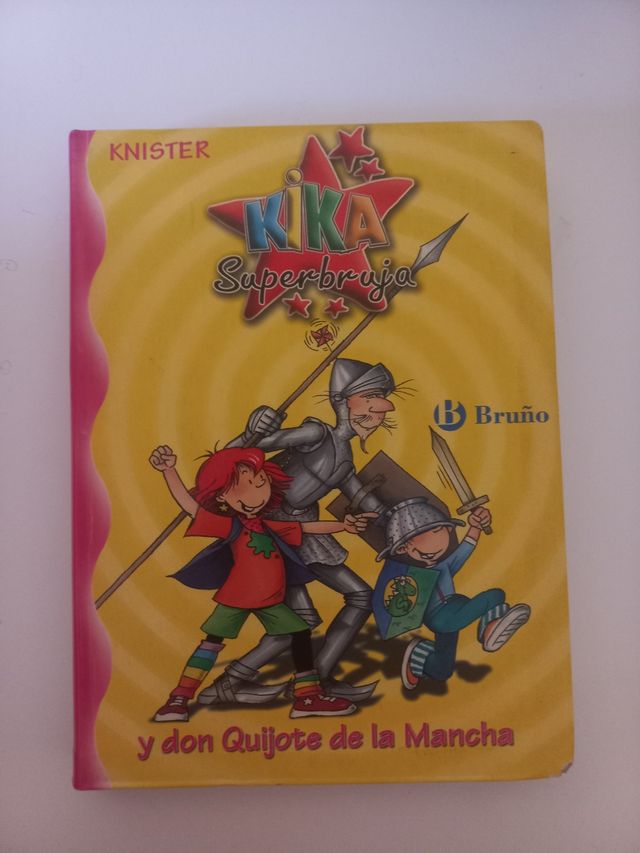 KNISTER
KiKA
Superbruja
B Bruño
y don Quijote de la Mancha